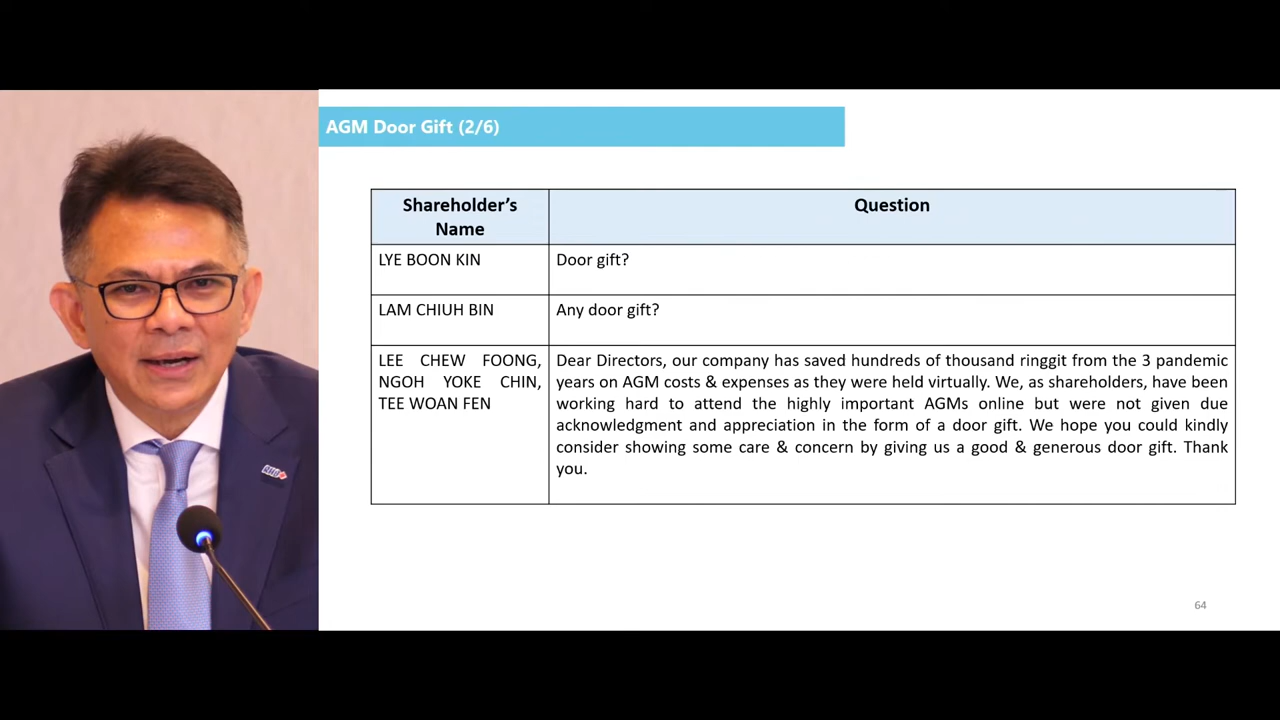 AGM Door Gift (2/6)
Shareholder's
Name
Question
LYE BOON KIN
Door gift?
LAM CHIUH BIN
Any door gift?
LEE CHEW FOONG,
NGOH YOKE CHIN,
TEE WOAN FEN
Dear Directors, our company has saved hundreds of thousand ringgit from the 3 pandemic
years on AGM costs & expenses as they were held virtually. We, as shareholders, have been
working hard to attend the highly important AGMs online but were not given due
acknowledgment and appreciation in the form of a door gift. We hope you could kindly
consider showing some care & concern by giving us a good & generous door gift. Thank
you.
64